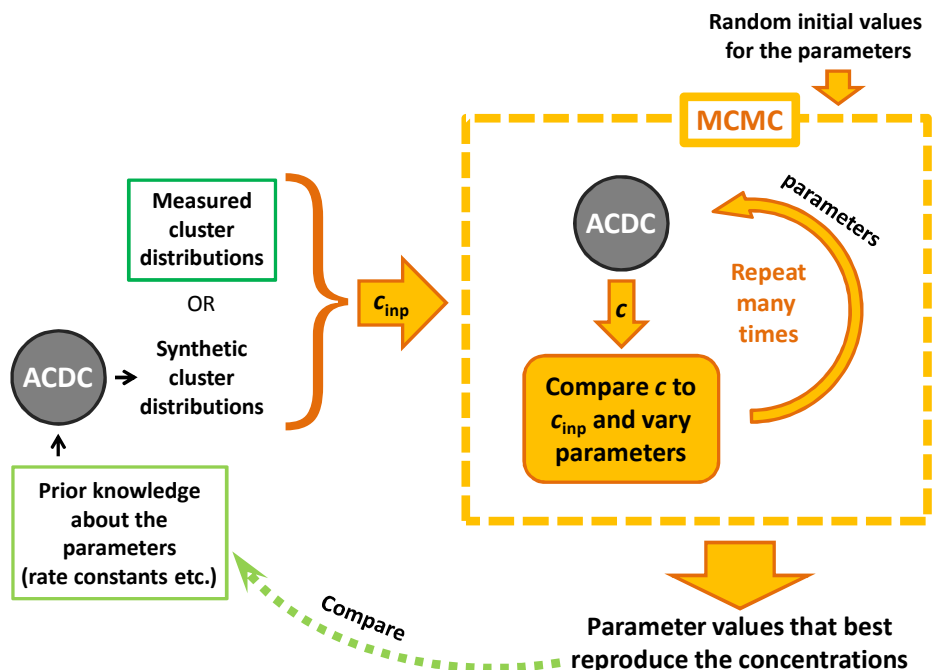 Random initial values
for the parameters
MCMC
Measured
cluster
distributions
OR
Synthetic
cluster
distributions
ACDC
Prior knowledge
about the
parameters
(rate constants etc.)
c_inp
ACDC
c
Compare c to
c_inp and vary
parameters
parameters
Repeat
many
times
Compare
Parameter values that best
reproduce the concentrations